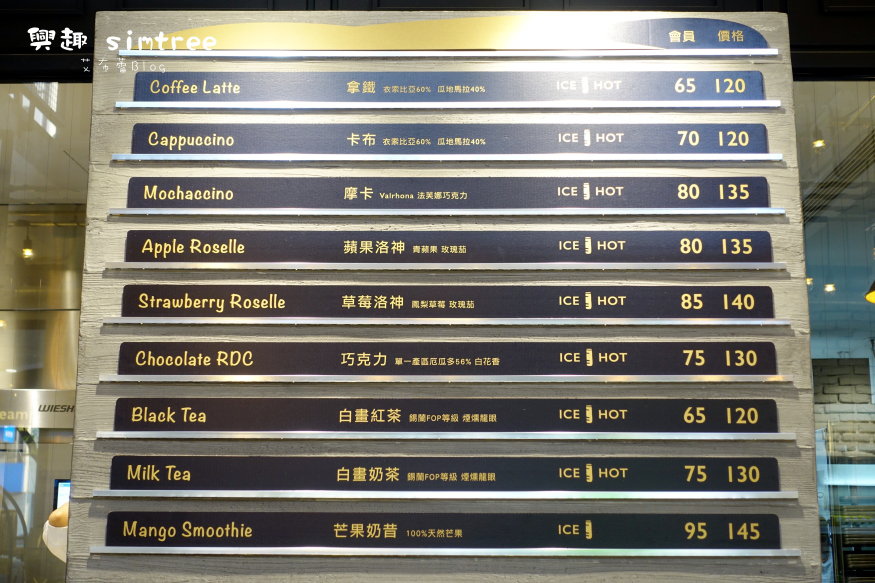 興趣 simtree
艾布蕾Blog
會員 價格
Coffee Latte 拿鐵 衣索比亞60% 瓜地馬拉40% ICE HOT 65 120
Cappuccino 卡布 衣索比亞60% 瓜地馬拉40% ICE HOT 70 120
Mochaccino 摩卡 Valrhona 法芙娜巧克力 ICE HOT 80 135
Apple Roselle 蘋果洛神 青蘋果 玫瑰茄 ICE HOT 80 135
Strawberry Roselle 草莓洛神 鳳梨草莓 玫瑰茄 ICE HOT 85 140
Chocolate RDC 巧克力 單一產區厄瓜多56% 白花香 ICE HOT 75 130
Black Tea 白晝紅茶 錫蘭FOP等級 煙燻龍眼 ICE HOT 65 120
Milk Tea 白晝奶茶 錫蘭FOP等級 煙燻龍眼 ICE HOT 75 130
Mango Smoothie 芒果奶昔 100%天然芒果 ICE 95 145